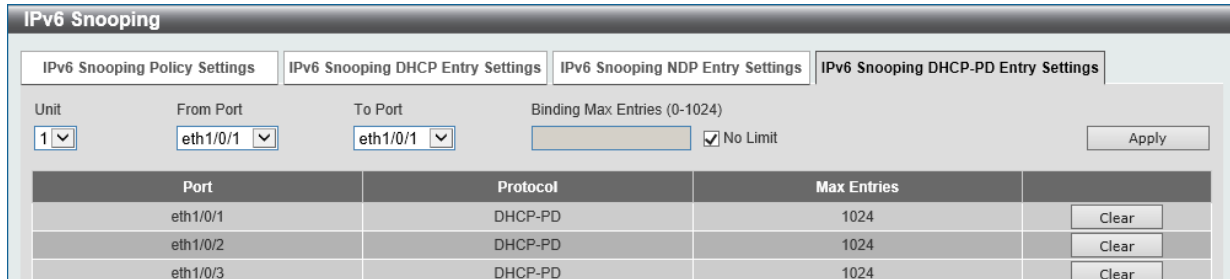 IPv6 Snooping
IPv6 Snooping Policy Settings IPv6 Snooping DHCP Entry Settings IPv6 Snooping NDP Entry Settings IPv6 Snooping DHCP-PD Entry Settings
Unit From Port To Port Binding Max Entries (0-1024)
1 eth1/0/1 eth1/0/1 No Limit Apply
Port Protocol Max Entries
eth1/0/1 DHCP-PD 1024 Clear
eth1/0/2 DHCP-PD 1024 Clear
eth1/0/3 DHCP-PD 1024 Clear